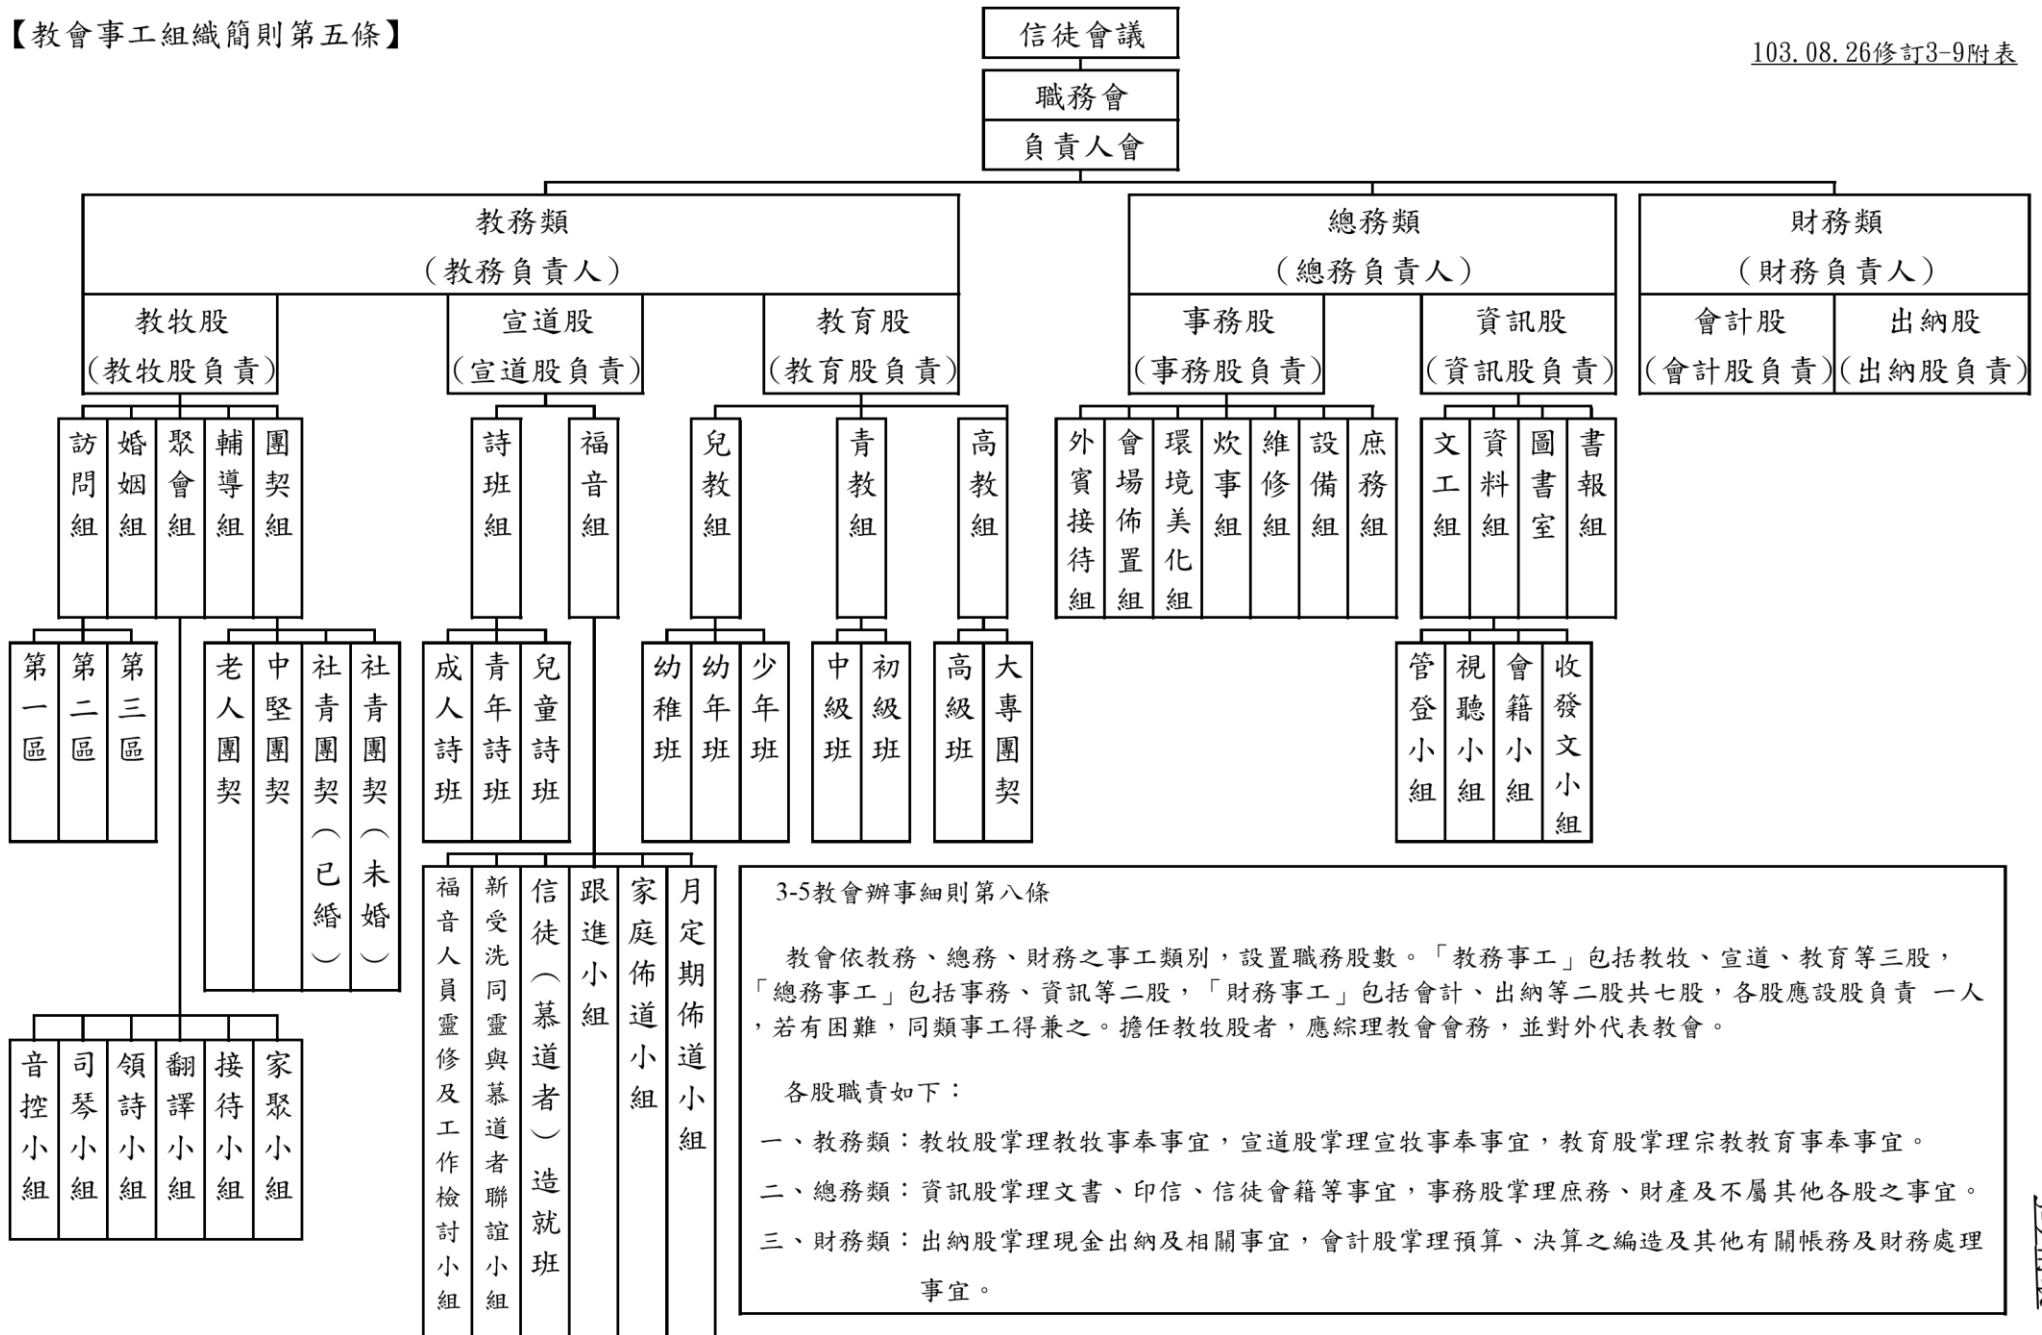 【教會事工組織簡則第五條】
103.08.26修訂3-9附表
信徒會議
職務會
負責人會
教務類
（教務負責人）
總務類
（總務負責人）
財務類
（財務負責人）
教牧股
（教牧股負責）
宣道股
（宣道股負責）
教育股
（教育股負責）
事務股
（事務股負責）
資訊股
（資訊股負責）
會計股
（會計股負責）
出納股
（出納股負責）
訪問組
婚姻組
聚會組
輔導組
團契組
詩班組
福音組
兒教組
青教組
高教組
外賓接待組
會場佈置組
環境美化組
炊事組
維修組
設備組
庶務組
文工組
資料組
圖書室
書報組
第一區
第二區
第三區
老人團契
中堅團契
社青團契（已緍）
社青團契（未婚）
成人詩班
青年詩班
兒童詩班
幼稚班
幼年班
少年班
中級班
初級班
高級班
大專團契
管登小組
視聽小組
會籍小組
收發文小組
音控小組
司琴小組
領詩小組
翻譯小組
接待小組
家聚小組
福音人員靈修及工作檢討小組
新受洗同靈與慕道者聯誼小組
信徒（慕道者）造就班
跟進小組
家庭佈道小組
月定期佈道小組
3-5教會辦事細則第八條
教會依教務、總務、財務之事工類別，設置職務股數。「教務事工」包括教牧、宣道、教育等三股，
「總務事工」包括事務、資訊等二股，「財務事工」包括會計、出納等二股共七股，各股應設股負責 一人
，若有困難，同類事工得兼之。擔任教牧股者，應綜理教會會務，並對外代表教會。
各股職責如下：
一、教務類：教牧股掌理教牧事奉事宜，宣道股掌理宣牧事奉事宜，教育股掌理宗教教育事奉事宜。
二、總務類：資訊股掌理文書、印信、信徒會籍等事宜，事務股掌理庶務、財產及不屬其他各股之事宜。
三、財務類：出納股掌理現金出納及相關事宜，會計股掌理預算、決算之編造及其他有關帳務及財務處理
事宜。